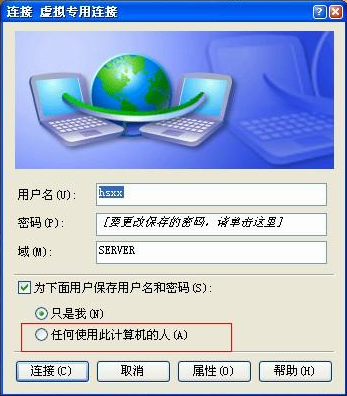 连接 虚拟专用连接
用户名(U): hsxx
密码(P): [要更改保存的密码，请单击这里]
域(M): SERVER
为下面用户保存用户名和密码(S):
只是我(N)
任何使用此计算机的人(A)
连接(C) 取消 属性(O) 帮助(H)